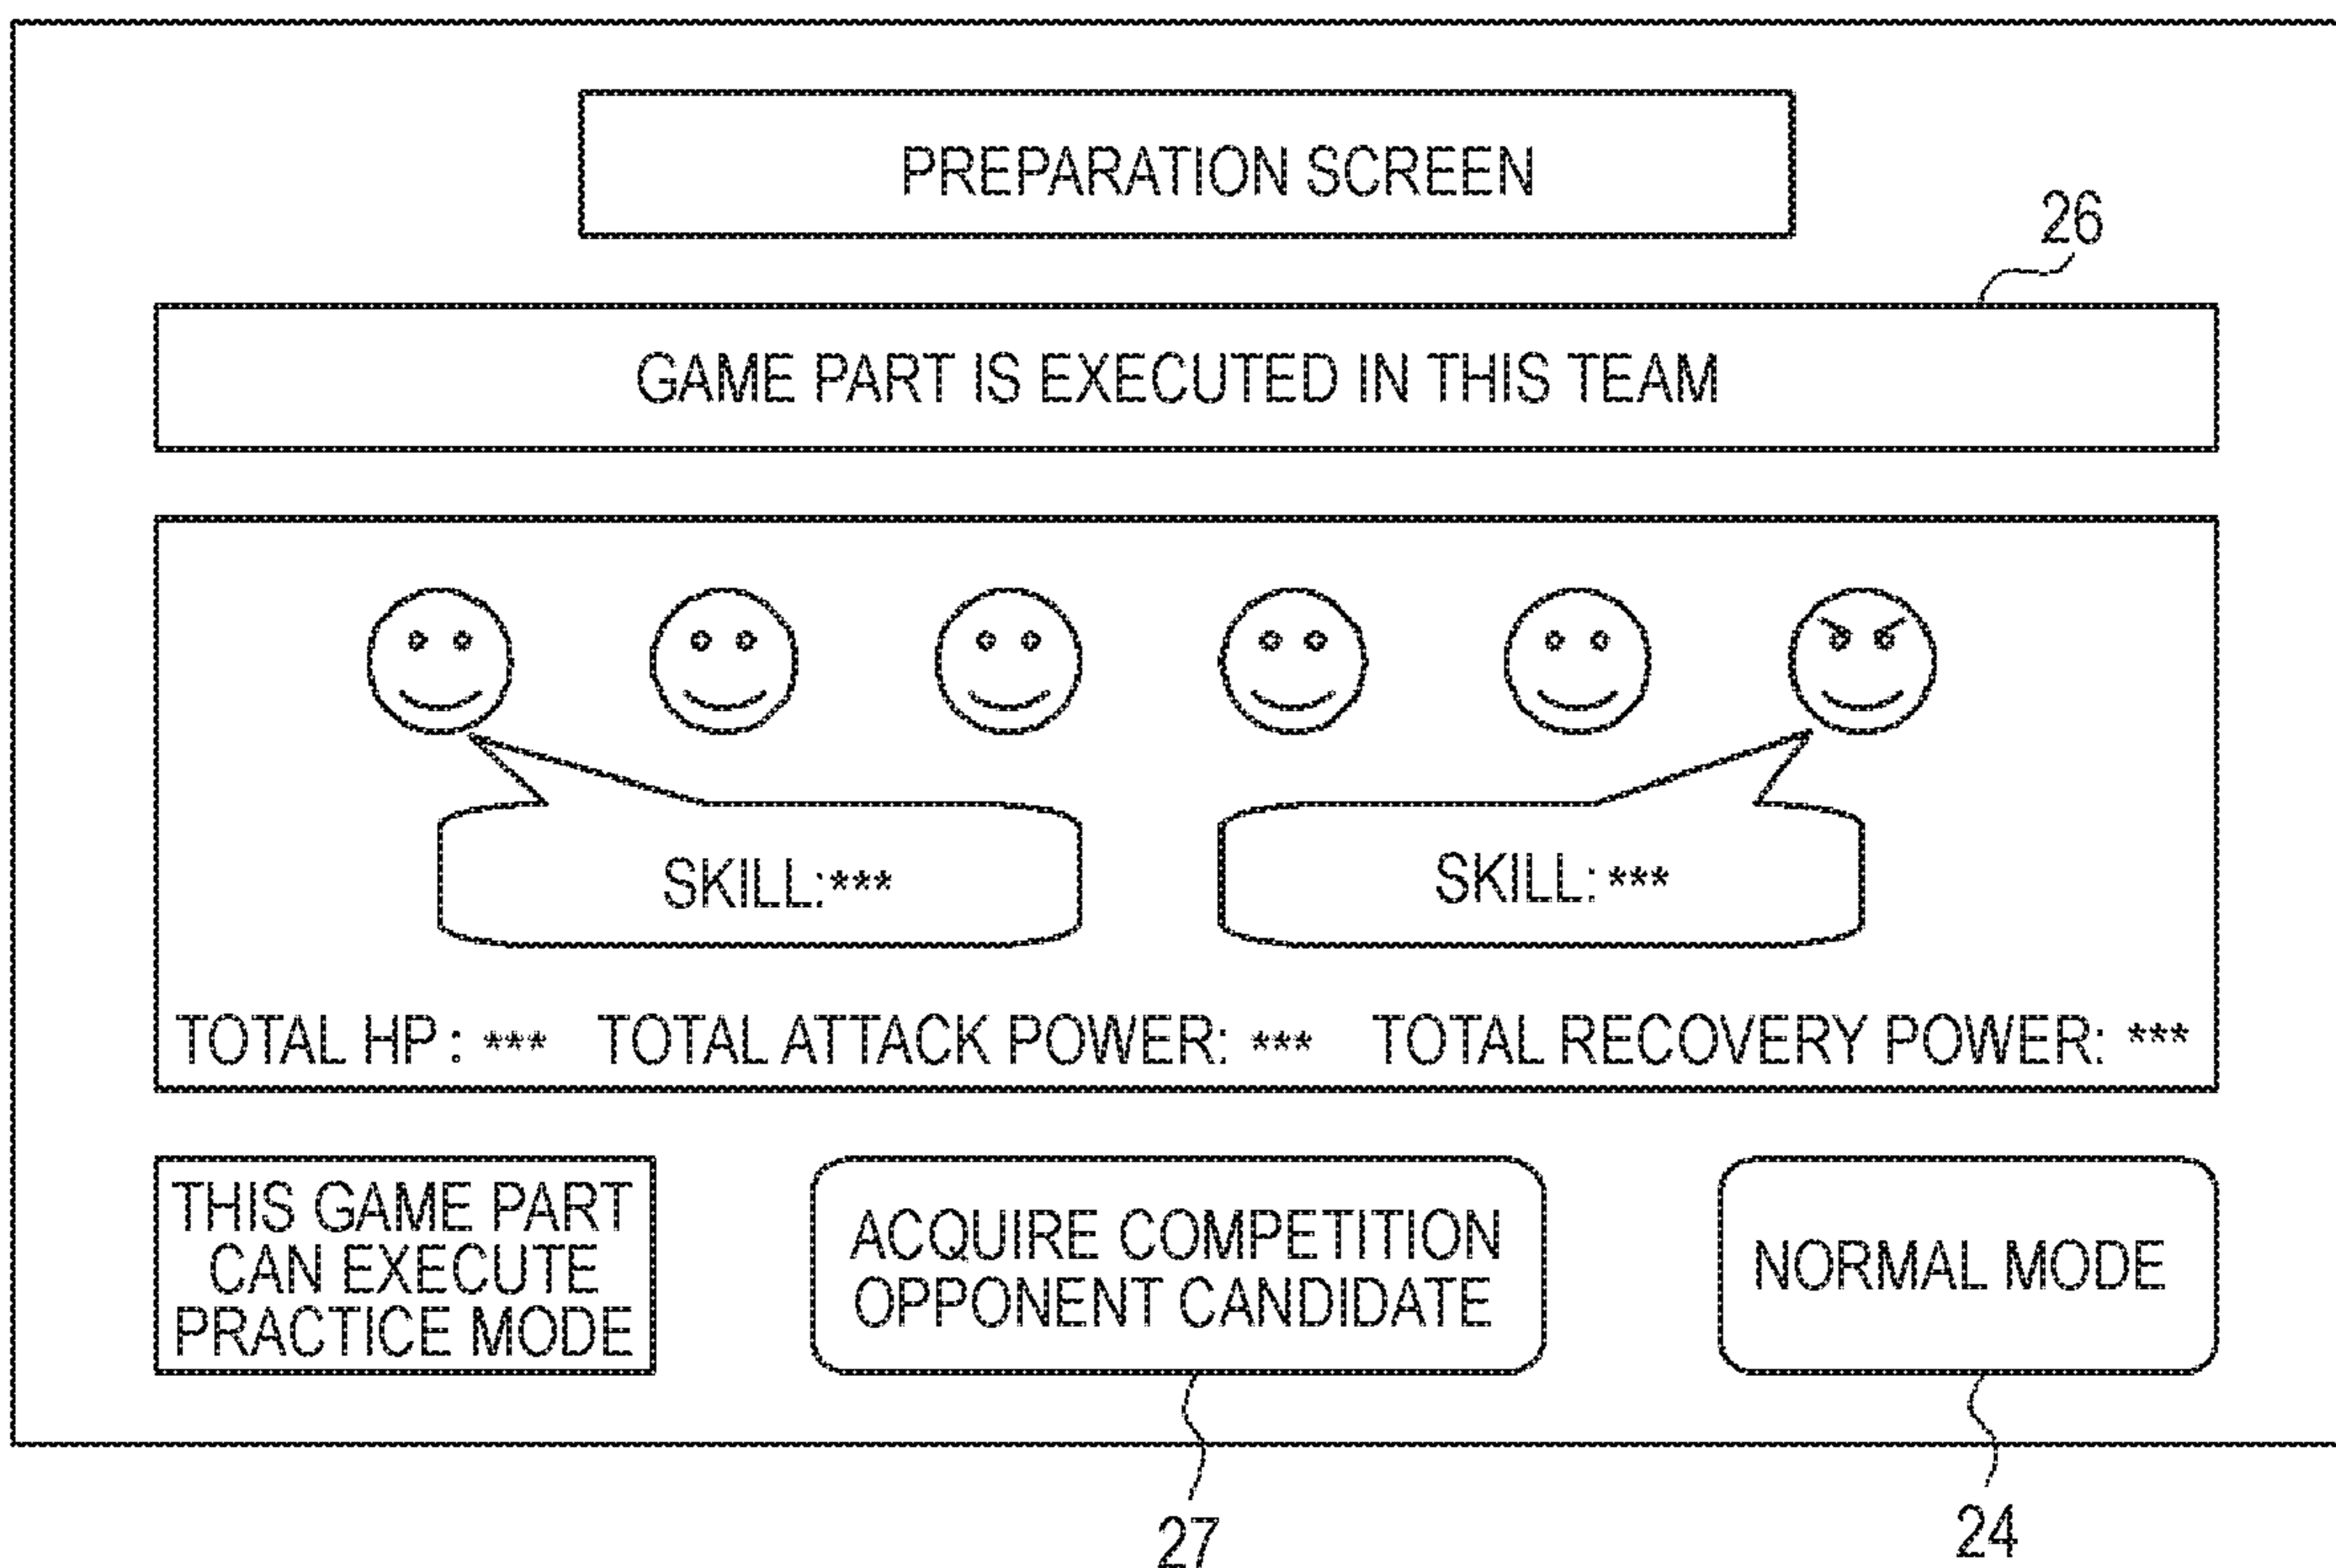 PREPARATION SCREEN
26
GAME PART IS EXECUTED IN THIS TEAM
SKILL:***
SKILL: ***
TOTAL HP : *** TOTAL ATTACK POWER: *** TOTAL RECOVERY POWER: ***
THIS GAME PART
CAN EXECUTE
PRACTICE MODE
ACQUIRE COMPETITION
OPPONENT CANDIDATE
NORMAL MODE
27
24